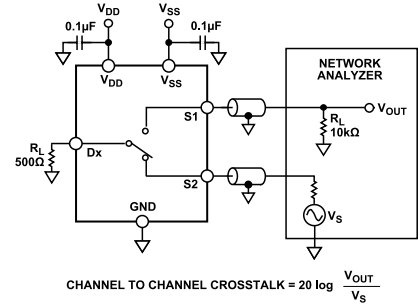 VDD
VSS
0.1µF
0.1µF
VDD
VSS
NETWORK
ANALYZER
S1
VOUT
RL
10kΩ
RL
500Ω
Dx
S2
GND
VS
CHANNEL TO CHANNEL CROSSTALK = 20 log VOUT
VS